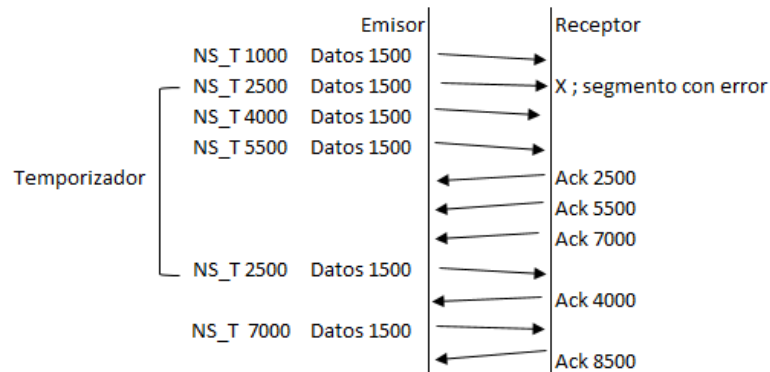 Emisor Receptor
NS_T 1000 Datos 1500
NS_T 2500 Datos 1500 X ; segmento con error
NS_T 4000 Datos 1500
NS_T 5500 Datos 1500
Temporizador Ack 2500
Ack 5500
Ack 7000
NS_T 2500 Datos 1500
Ack 4000
NS_T 7000 Datos 1500
Ack 8500